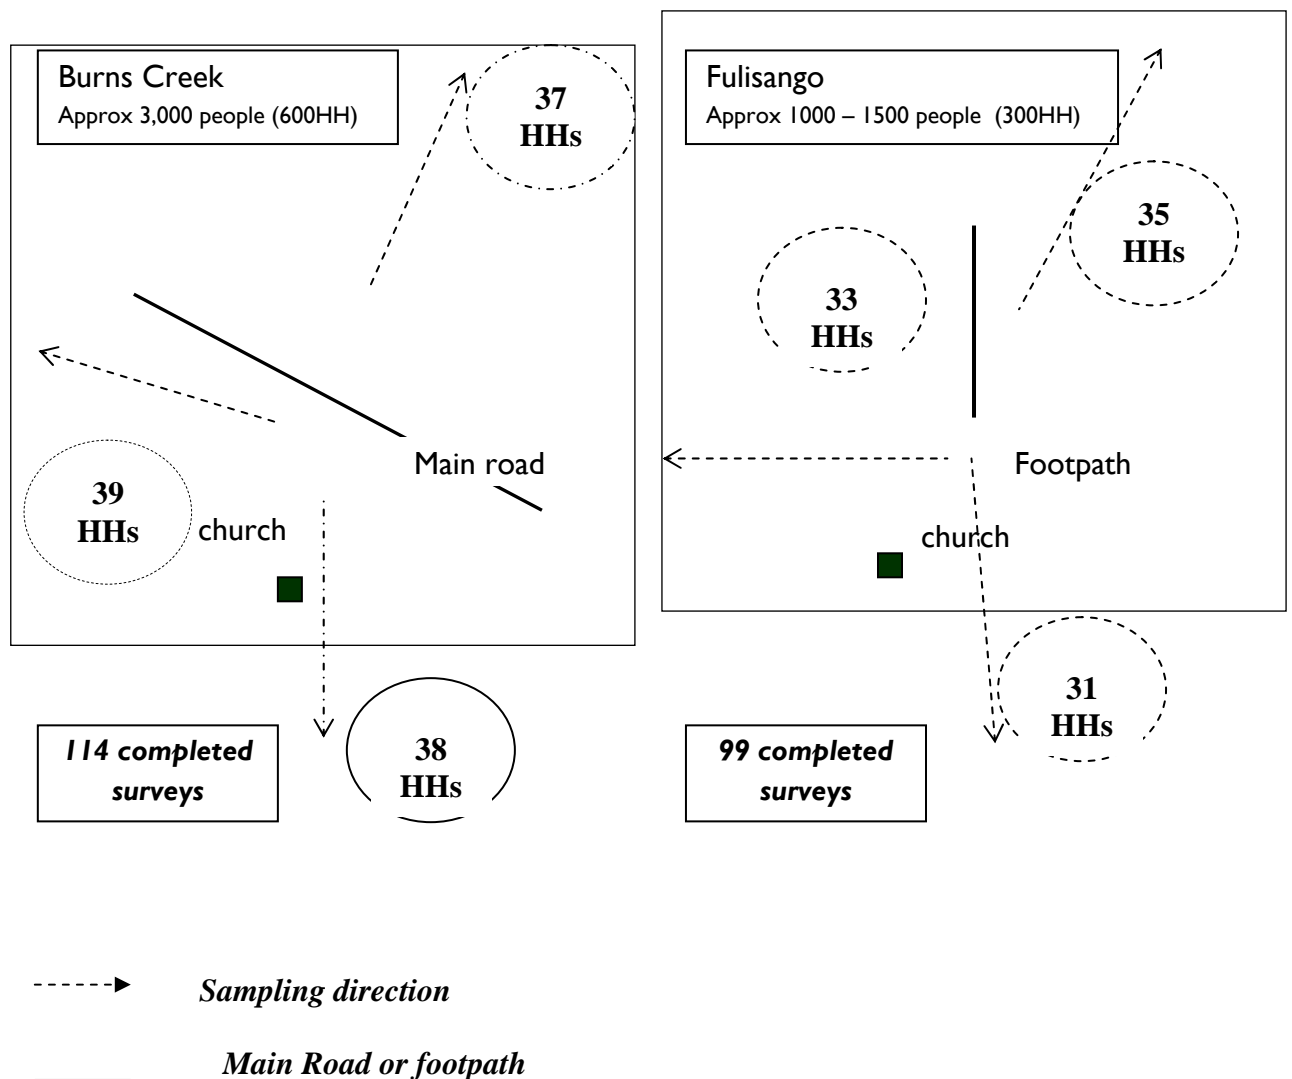 Burns Creek
Approx 3,000 people (600HH)
37
HHs
Main road
39
HHs
church
38
HHs
114 completed
surveys
Fulisango
Approx 1000 – 1500 people (300HH)
35
HHs
33
HHs
Footpath
church
31
HHs
99 completed
surveys
Sampling direction
Main Road or footpath